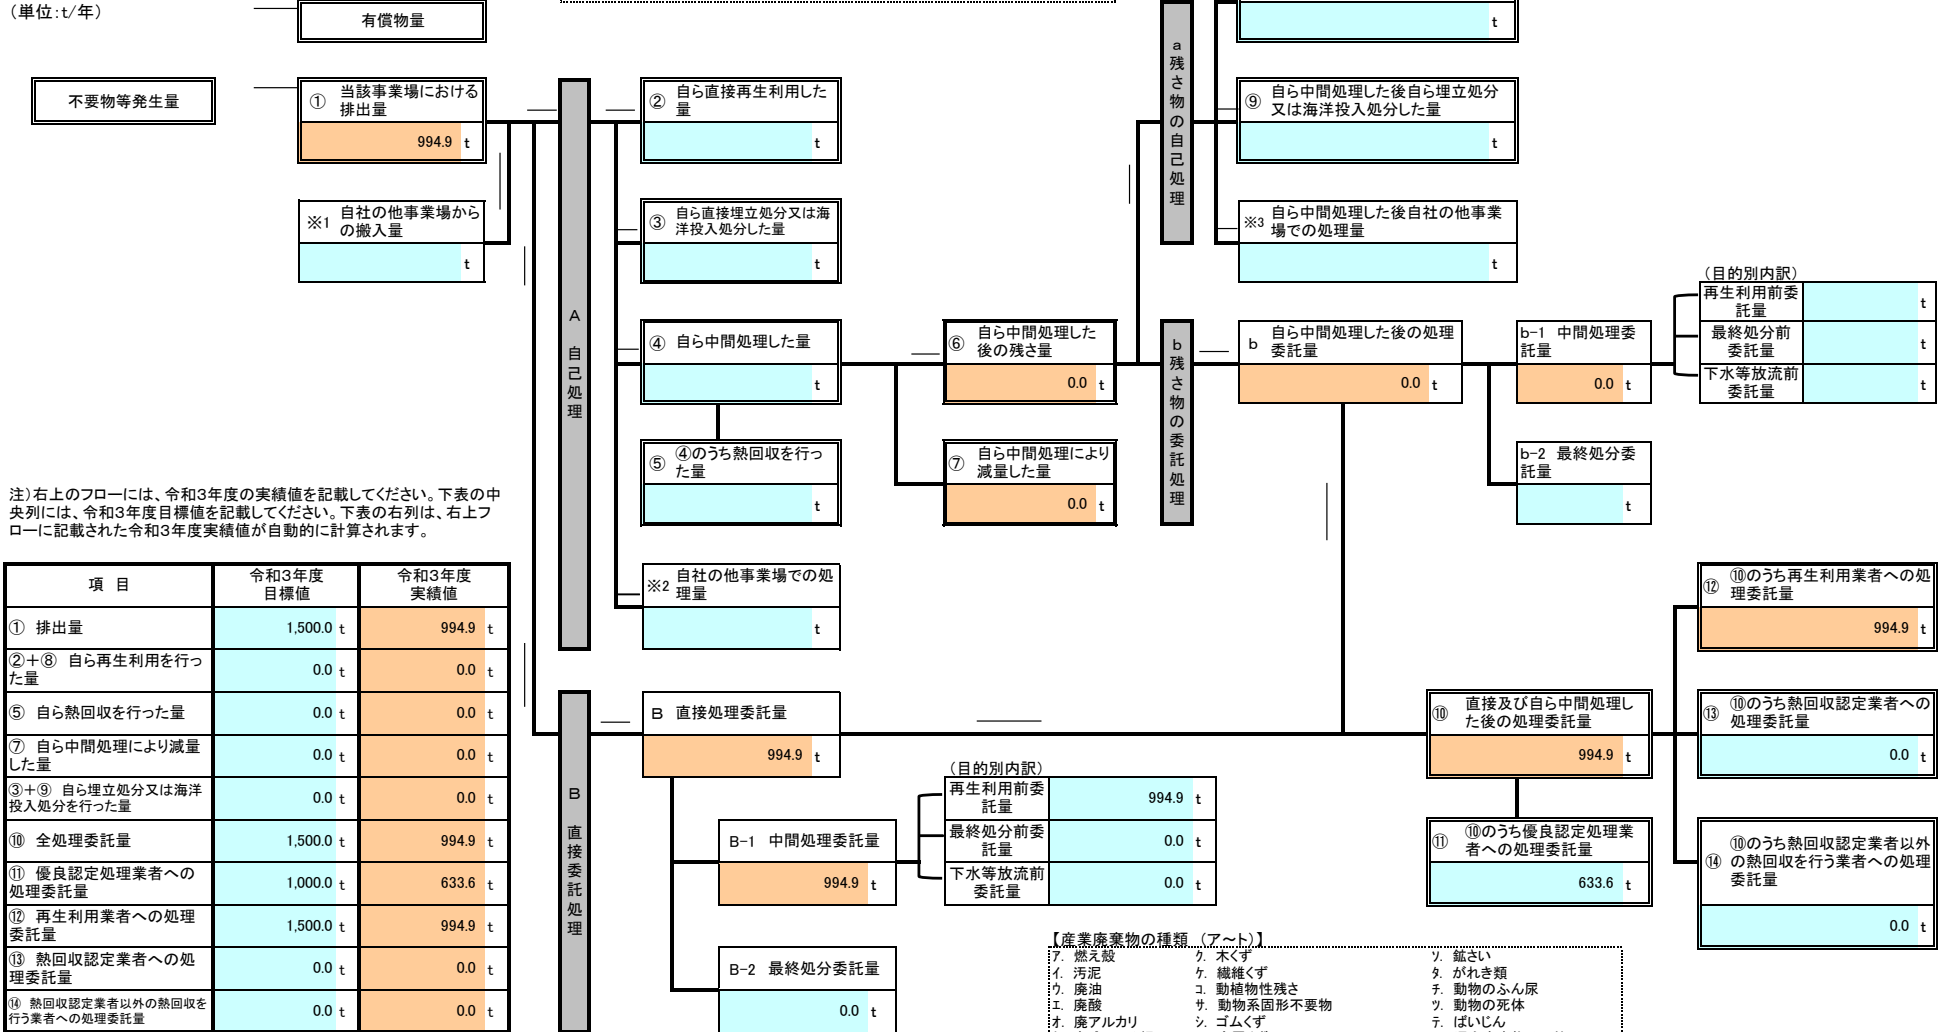 （単位：t/年）
有償物量
t
不要物等発生量
① 当該事業場における
排出量
994.9 t
※1 自社の他事業場から
の搬入量
t
A 自己処理
② 自ら直接再生利用した
量
t
③ 自ら直接埋立処分又は海
洋投入処分した量
t
④ 自ら中間処理した量
t
⑤ ④のうち熱回収を行っ
た量
t
※2 自社の他事業場での処
理量
t
⑥ 自ら中間処理した
後の残さ量
0.0 t
⑦ 自ら中間処理により
減量した量
0.0 t
a 残さ物の自己処理
⑨ 自ら中間処理した後自ら埋立処分
又は海洋投入処分した量
t
※3 自ら中間処理した後自社の他事業
場での処理量
t
b 残さ物の委託処理
b 自ら中間処理した後の処理
委託量
0.0 t
b-1 中間処理委
託量
0.0 t
b-2 最終処分委
託量
t
（目的別内訳）
再生利用前委
託量
t
最終処分前
委託量
t
下水等放流前
委託量
t
注）右上のフローには、令和3年度の実績値を記載してください。下表の中
央列には、令和3年度目標値を記載してください。下表の右列は、右上フ
ローに記載された令和3年度実績値が自動的に計算されます。
項 目 令和3年度 目標値 令和3年度 実績値
① 排出量 1,500.0 t 994.9 t
②＋⑧ 自ら再生利用を行っ
た量 0.0 t 0.0 t
⑤ 自ら熱回収を行った量 0.0 t 0.0 t
⑦ 自ら中間処理により減量
した量 0.0 t 0.0 t
③＋⑨ 自ら埋立処分又は海洋
投入処分を行った量 0.0 t 0.0 t
⑩ 全処理委託量 1,500.0 t 994.9 t
⑪ 優良認定処理業者への
処理委託量 1,000.0 t 633.6 t
⑫ 再生利用業者への処理
委託量 1,500.0 t 994.9 t
⑬ 熱回収認定業者への処
理委託量 0.0 t 0.0 t
⑭ 熱回収認定業者以外の熱回収を
行う業者への処理委託量 0.0 t 0.0 t
B 直接委託処理
B 直接処理委託量
994.9 t
B-1 中間処理委託量
994.9 t
B-2 最終処分委託量
0.0 t
（目的別内訳）
再生利用前委
託量
994.9 t
最終処分前委
託量
0.0 t
下水等放流前
委託量
0.0 t
⑩ 直接及び自ら中間処理し
た後の処理委託量
994.9 t
⑪ ⑩のうち優良認定処理業
者への処理委託量
633.6 t
⑫ ⑩のうち再生利用業者への処
理委託量
994.9 t
⑬ ⑩のうち熱回収認定業者への
処理委託量
0.0 t
⑭ ⑩のうち熱回収認定業者以外
の熱回収を行う業者への処理
委託量
0.0 t
【産業廃棄物の種類 （ア～ト）】
ア. 燃え殻 ク. 木くず ソ. 鉱さい
イ. 汚泥 ケ. 繊維くず タ. がれき類
ウ. 廃油 コ. 動植物性残さ チ. 動物のふん尿
エ. 廃酸 サ. 動物系固形不要物 ツ. 動物の死体
オ. 廃アルカリ シ. ゴムくず テ. ばいじん